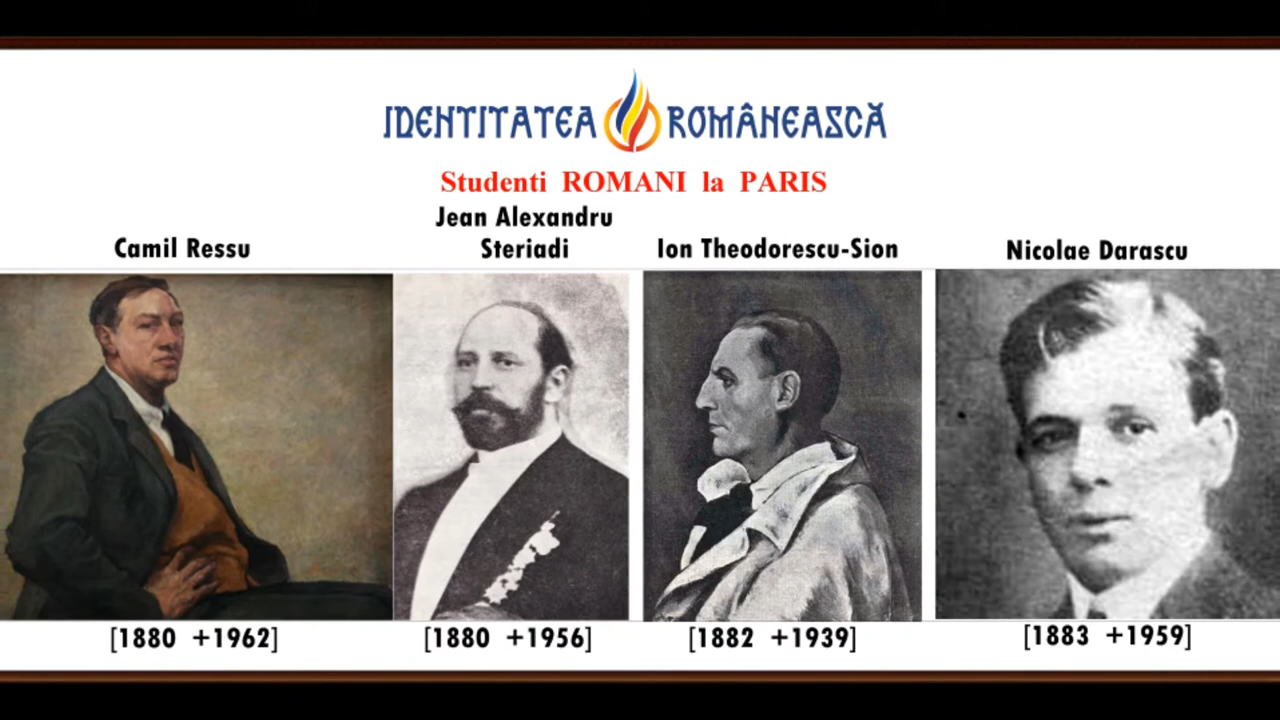 IDENTITATEA ROMÂNEASCĂ
Studenti ROMANI la PARIS
Camil Ressu
Jean Alexandru
Steriadi
Ion Theodorescu-Sion
Nicolae Darascu
[1880 +1962]
[1880 +1956]
[1882 +1939]
[1883 +1959]